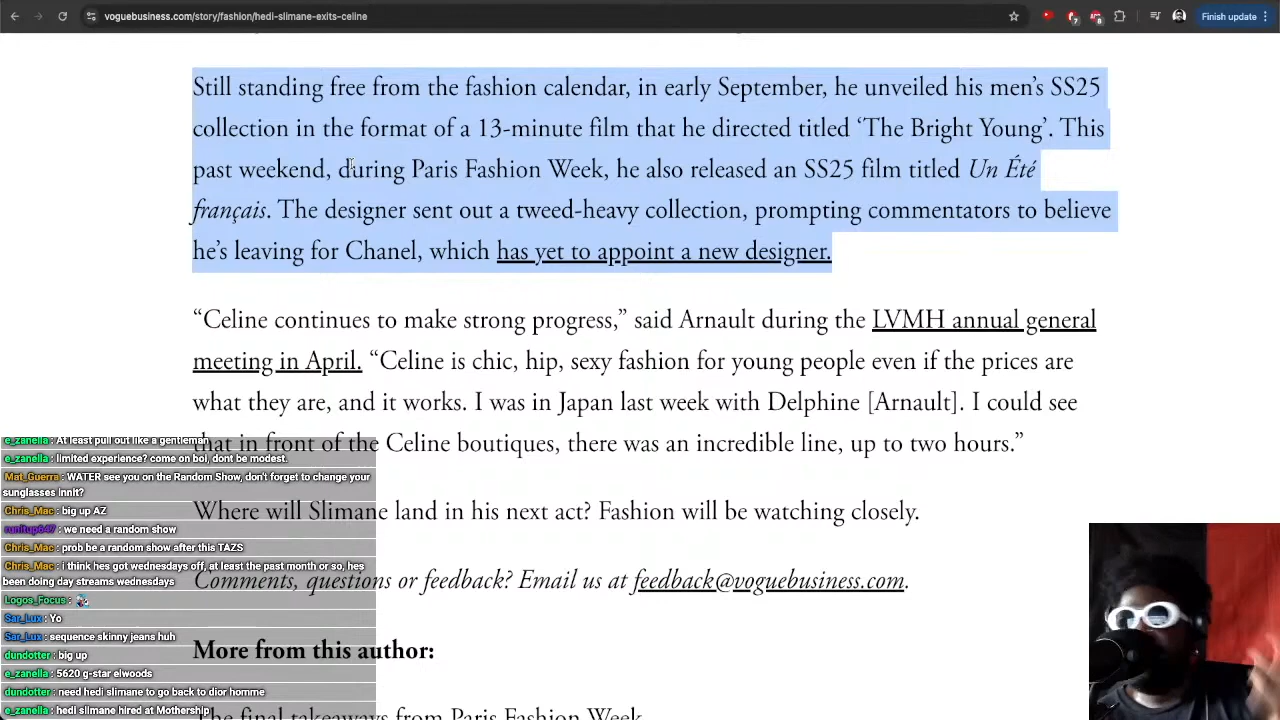 voguebusiness.com/story/fashion/hedi-slimane-exits-celine
Finish update
Still standing free from the fashion calendar, in early September, he unveiled his men’s SS25
collection in the format of a 13-minute film that he directed titled ‘The Bright Young’. This
past weekend, during Paris Fashion Week, he also released an SS25 film titled Un Été
français. The designer sent out a tweed-heavy collection, prompting commentators to believe
he’s leaving for Chanel, which has yet to appoint a new designer.
“Celine continues to make strong progress,” said Arnault during the LVMH annual general
meeting in April. “Celine is chic, hip, sexy fashion for young people even if the prices are
what they are, and it works. I was in Japan last week with Delphine [Arnault]. I could see
that in front of the Celine boutiques, there was an incredible line, up to two hours.”
Where will Slimane land in his next act? Fashion will be watching closely.
Comments, questions or feedback? Email us at feedback@voguebusiness.com.
More from this author:
The final takeaways from Paris Fashion Week
e_zanella : At least pull out like a gentleman
e_zanella : limited experience? come on boi, dont be modest.
Mat_Guerra : WATER see you on the Random Show, don't forget to change your
sunglasses innit?
Chris_Mac : big up AZ
runitup647 : we need a random show
Chris_Mac : prob be a random show after this TAZS
Chris_Mac : i think hes got wednesdays off, at least the past month or so, hes
been doing day streams wednesdays
Logos_Focus :
Sar_Lux : Yo
Sar_Lux : sequence skinny jeans huh
dundotter : big up
e_zanella : 5620 g-star elwoods
dundotter : need hedi slimane to go back to dior homme
e_zanella : hedi slimane hired at Mothership